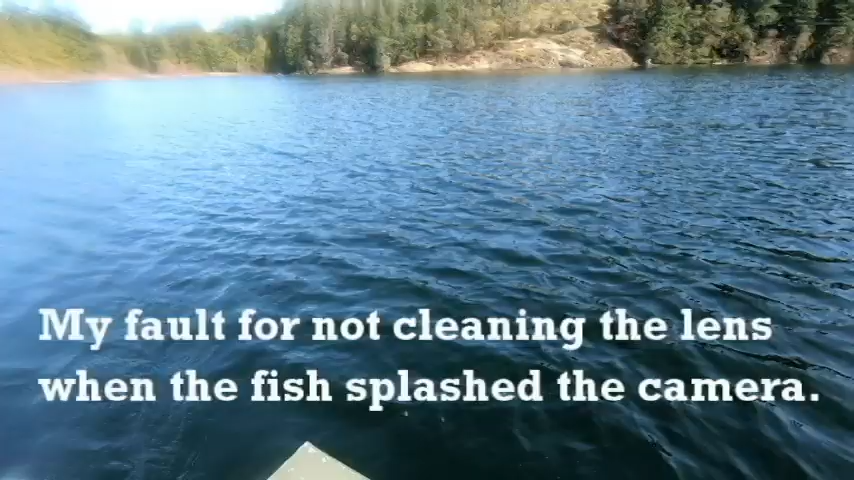 My fault for not cleaning the lens
when the fish splashed the camera.